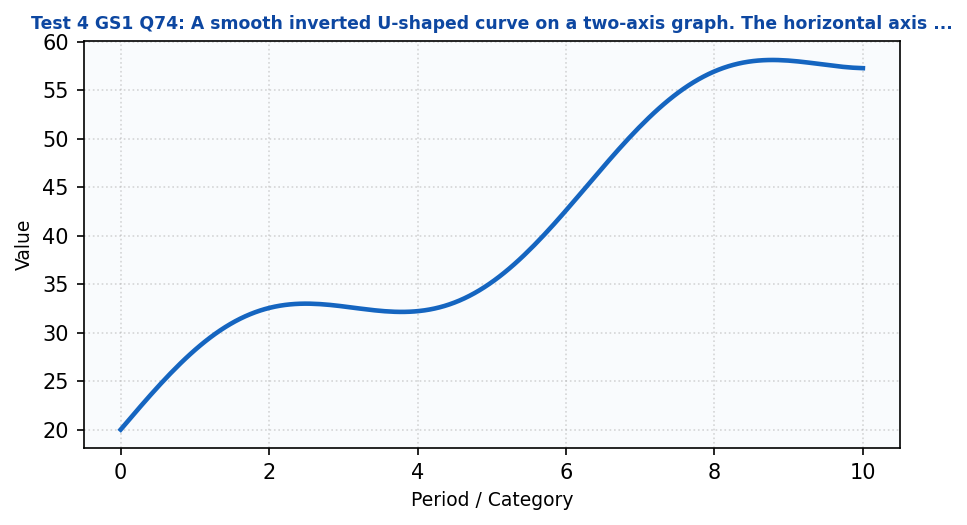 Test 4 GS1 Q74: A smooth inverted U-shaped curve on a two-axis graph. The horizontal axis ...
60
55
50
45
40
35
30
25
20
Value
0 2 4 6 8 10
Period / Category